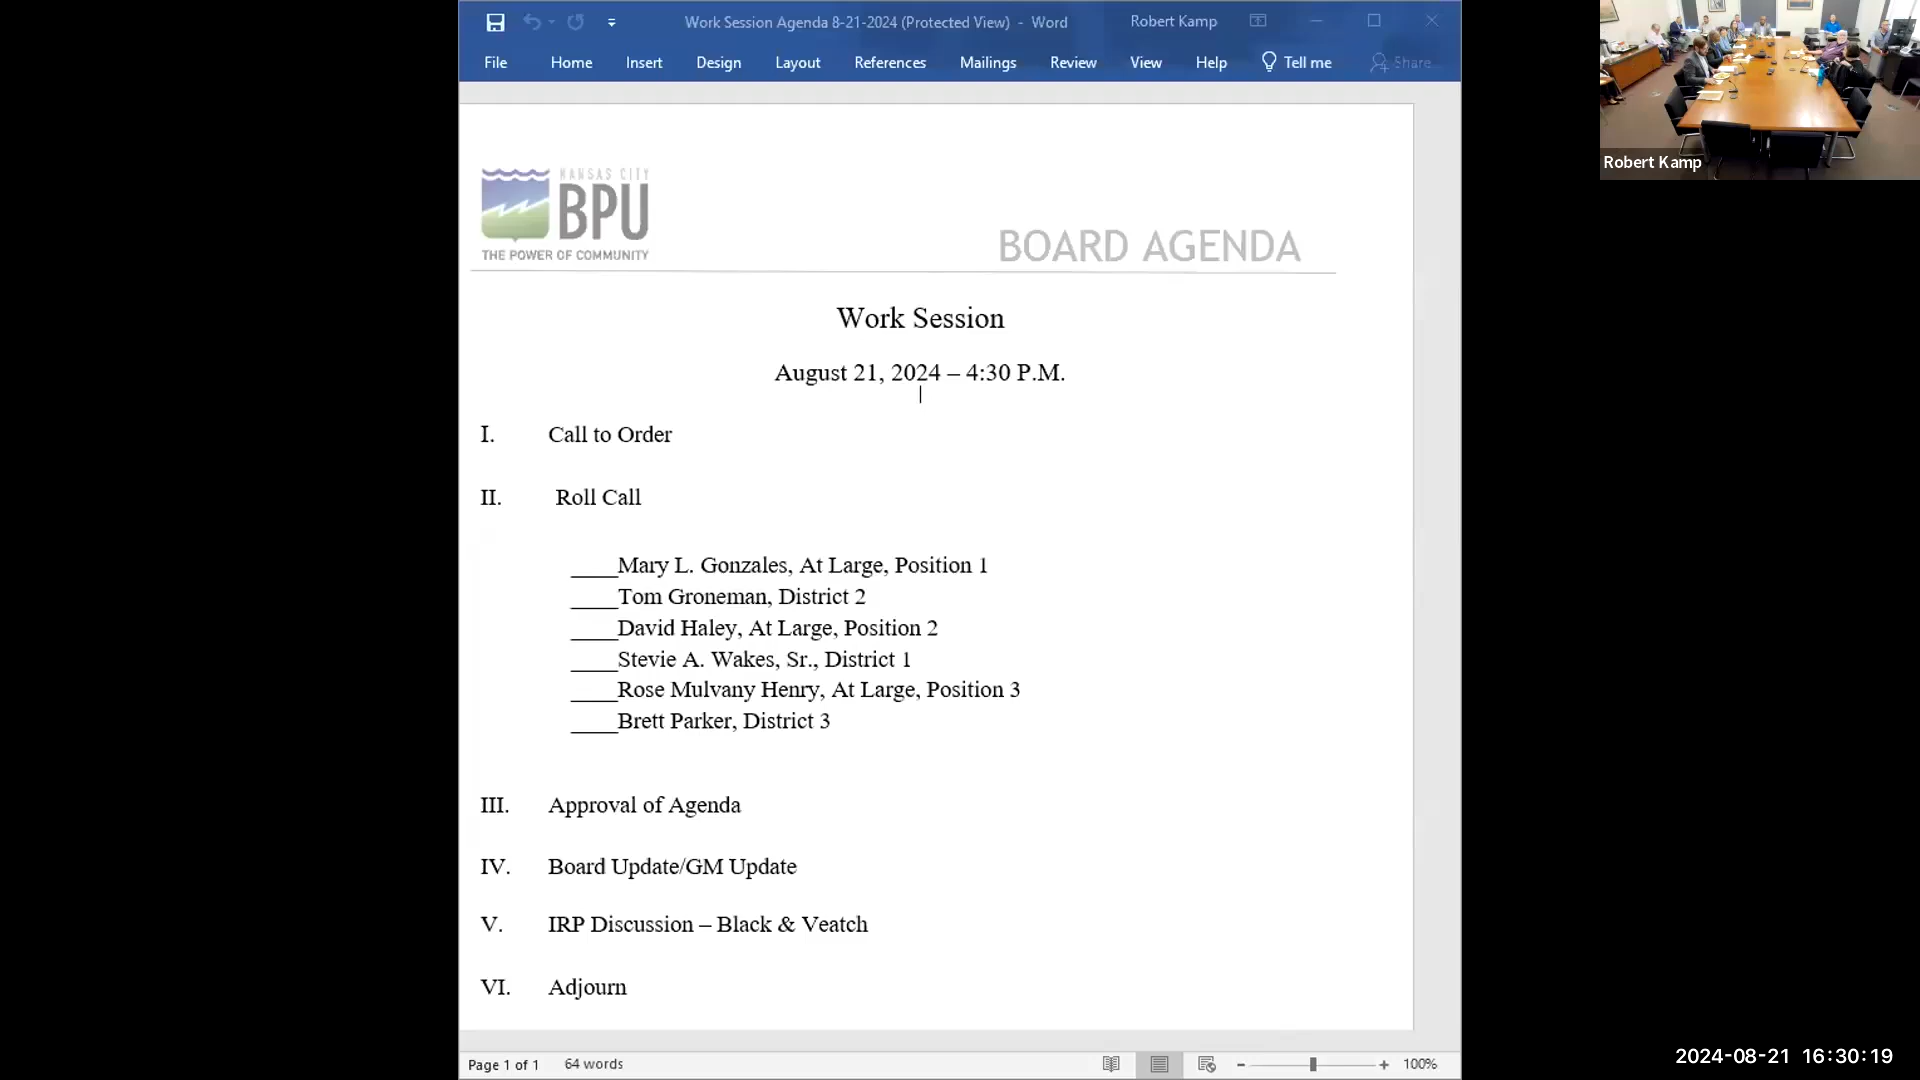 Work Session Agenda 8-21-2024 (Protected View) - Word
Robert Kamp
File Home Insert Design Layout References Mailings Review View Help Tell me Share
KANSAS CITY
BPU
THE POWER OF COMMUNITY
BOARD AGENDA
Work Session
August 21, 2024 – 4:30 P.M.
I. Call to Order
II. Roll Call
____Mary L. Gonzales, At Large, Position 1
____Tom Groneman, District 2
____David Haley, At Large, Position 2
____Stevie A. Wakes, Sr., District 1
____Rose Mulvany Henry, At Large, Position 3
____Brett Parker, District 3
III. Approval of Agenda
IV. Board Update/GM Update
V. IRP Discussion – Black & Veatch
VI. Adjourn
Page 1 of 1 64 words
100%
Robert Kamp
2024-08-21 16:30:19